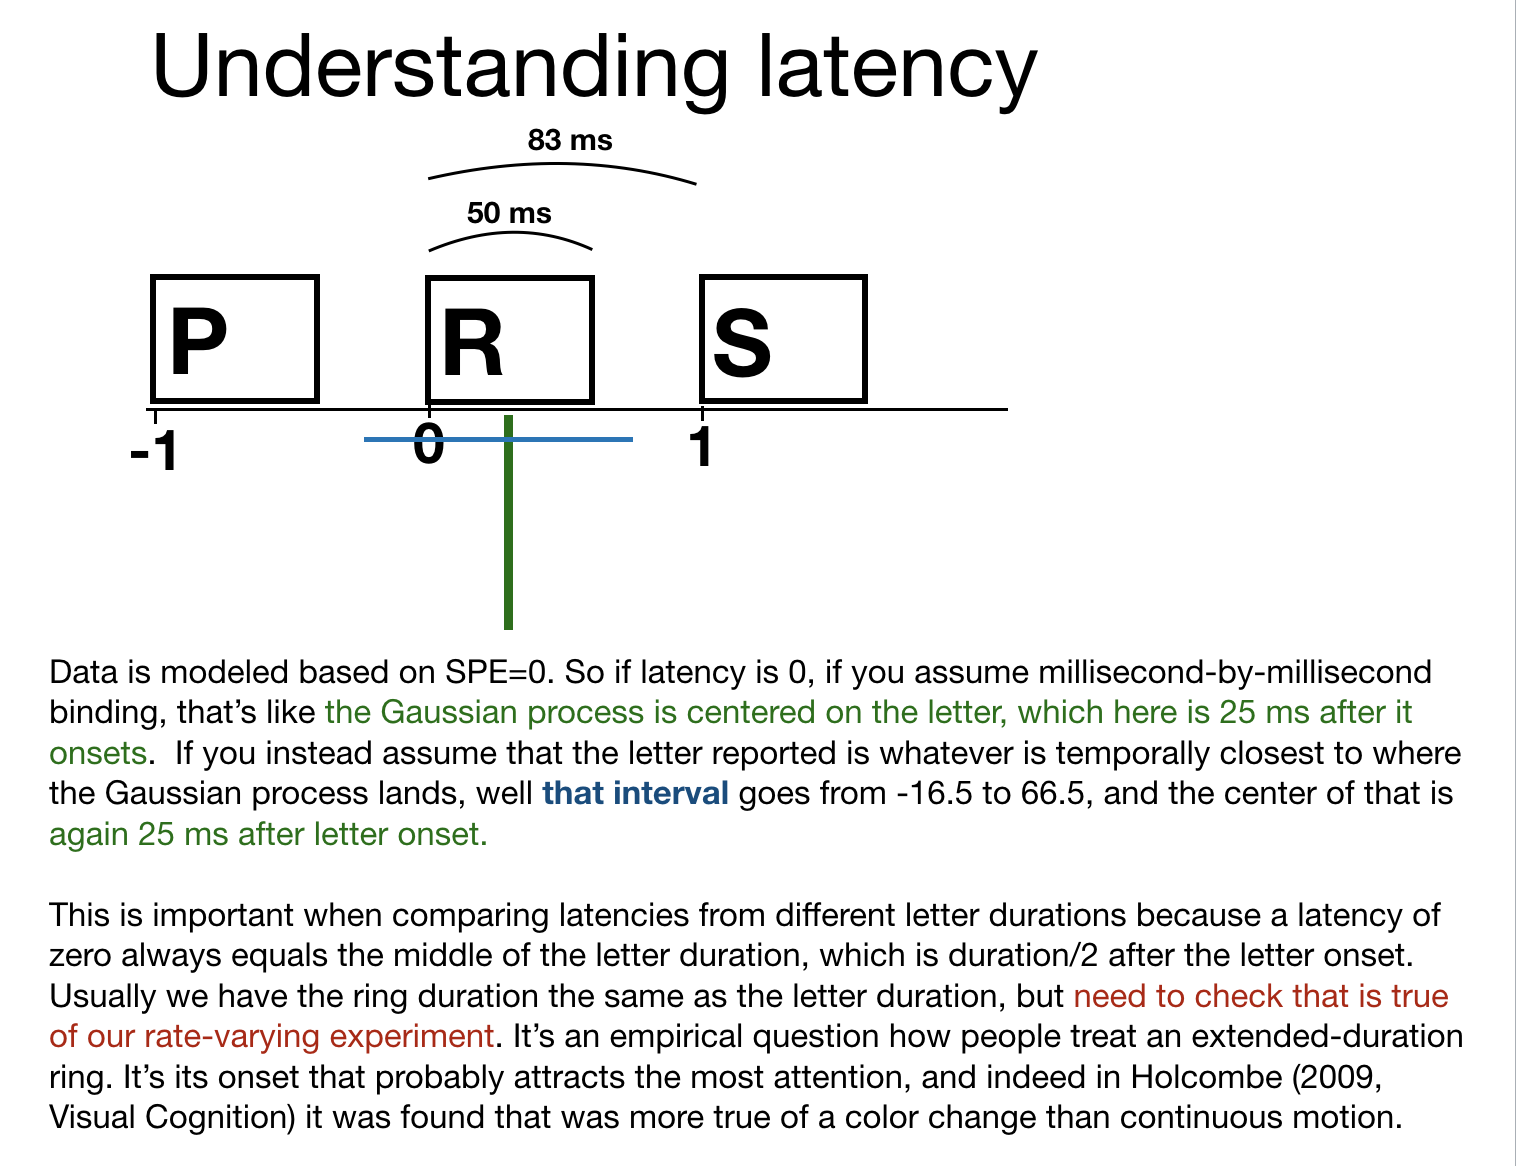 Understanding latency
83 ms
50 ms
P R S
-1 0 1
Data is modeled based on SPE=0. So if latency is 0, if you assume millisecond-by-millisecond
binding, that’s like the Gaussian process is centered on the letter, which here is 25 ms after it
onsets.  If you instead assume that the letter reported is whatever is temporally closest to where
the Gaussian process lands, well that interval goes from -16.5 to 66.5, and the center of that is
again 25 ms after letter onset.
This is important when comparing latencies from different letter durations because a latency of
zero always equals the middle of the letter duration, which is duration/2 after the letter onset.
Usually we have the ring duration the same as the letter duration, but need to check that is true
of our rate-varying experiment. It’s an empirical question how people treat an extended-duration
ring. It’s its onset that probably attracts the most attention, and indeed in Holcombe (2009,
Visual Cognition) it was found that was more true of a color change than continuous motion.